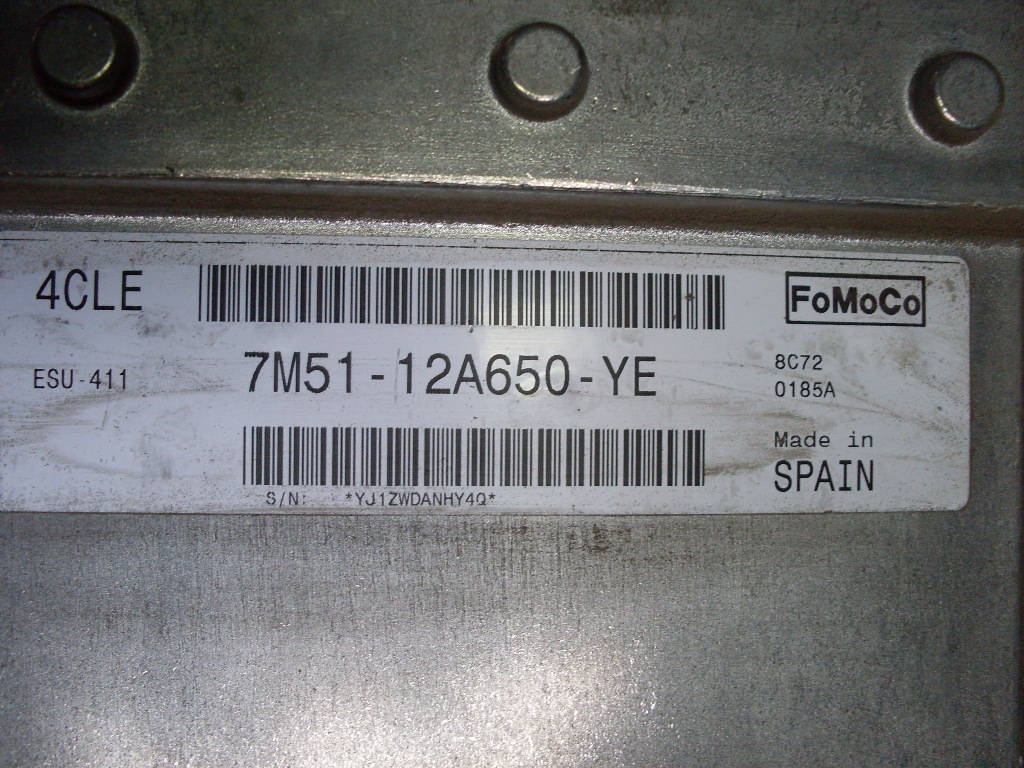 4CLE
FoMoCo
ESU-411
7M51-12A650-YE
8C72
0185A
Made in
SPAIN
S/N: *YJ1ZWDANHY4Q*